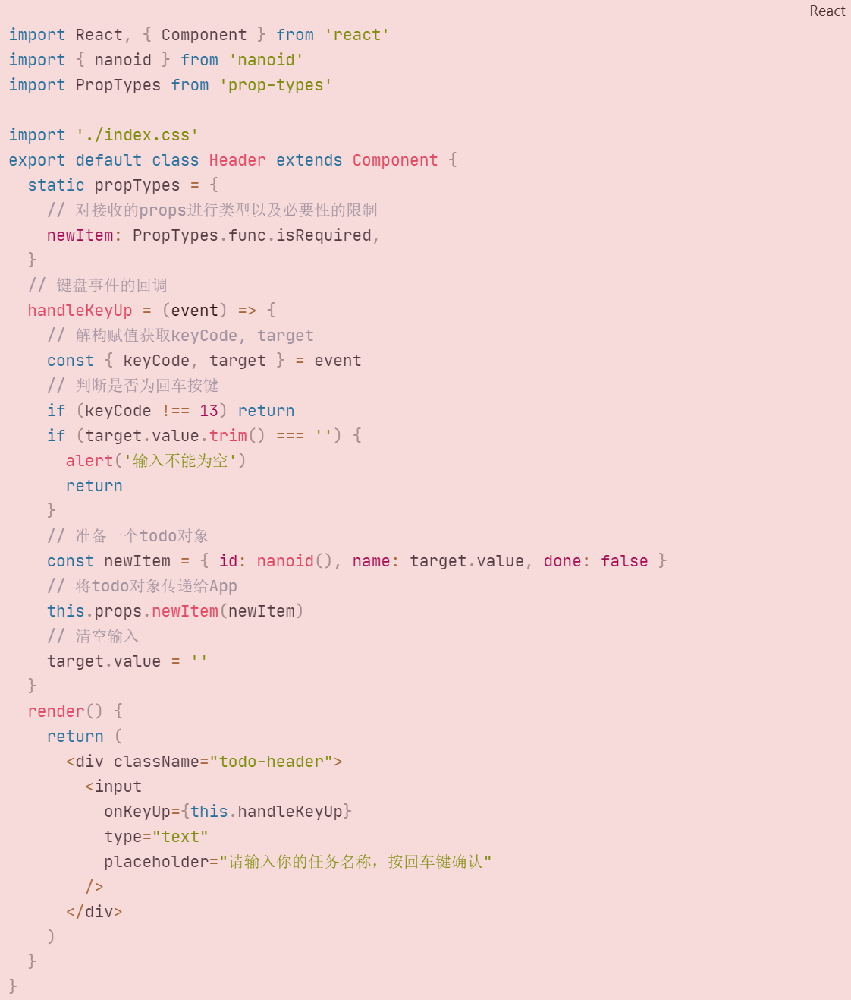 React
import React, { Component } from 'react'
import { nanoid } from 'nanoid'
import PropTypes from 'prop-types'

import './index.css'
export default class Header extends Component {
  static propTypes = {
    // 对接收的props进行类型以及必要性的限制
    newItem: PropTypes.func.isRequired,
  }
  // 键盘事件的回调
  handleKeyUp = (event) => {
    // 解构赋值获取keyCode, target
    const { keyCode, target } = event
    // 判断是否为回车按键
    if (keyCode !== 13) return
    if (target.value.trim() === '') {
      alert('输入不能为空')
      return
    }
    // 准备一个todo对象
    const newItem = { id: nanoid(), name: target.value, done: false }
    // 将todo对象传递给App
    this.props.newItem(newItem)
    // 清空输入
    target.value = ''
  }
  render() {
    return (
      <div className="todo-header">
        <input
          onKeyUp={this.handleKeyUp}
          type="text"
          placeholder="请输入你的任务名称，按回车键确认"
        />
      </div>
    )
  }
}